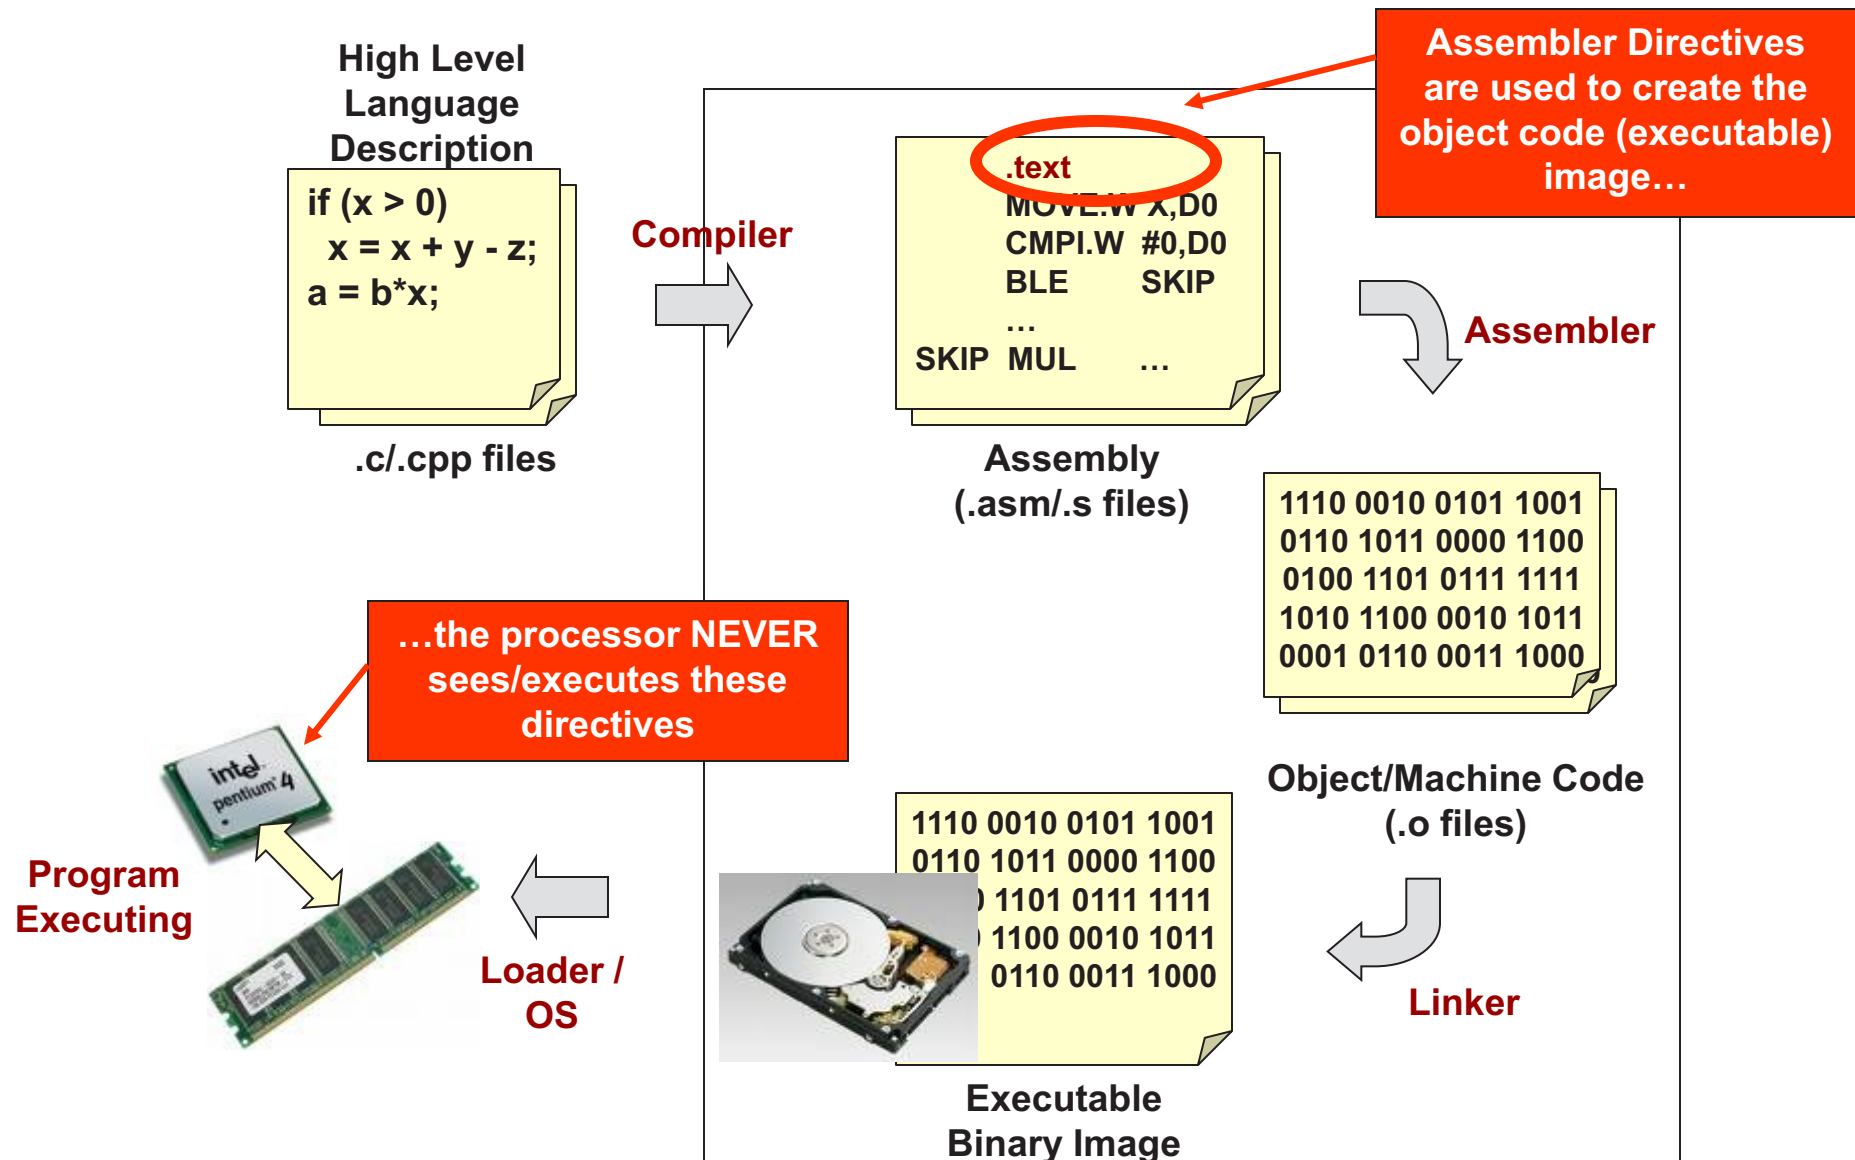 High Level
Language
Description
if (x > 0)
x = x + y - z;
a = b*x;
.c/.cpp files
Compiler
Assembler Directives
are used to create the
object code (executable)
image…
.text
MOVE.W X,D0
CMPI.W #0,D0
BLE SKIP
…
SKIP MUL …
Assembly
(.asm/.s files)
Assembler
1110 0010 0101 1001
0110 1011 0000 1100
0100 1101 0111 1111
1010 1100 0010 1011
0001 0110 0011 1000
Object/Machine Code
(.o files)
Linker
1110 0010 0101 1001
0110 1011 0000 1100
1101 0111 1111
1100 0010 1011
0110 0011 1000
Executable
Binary Image
Loader /
OS
…the processor NEVER
sees/executes these
directives
intel
pentium 4
Program
Executing